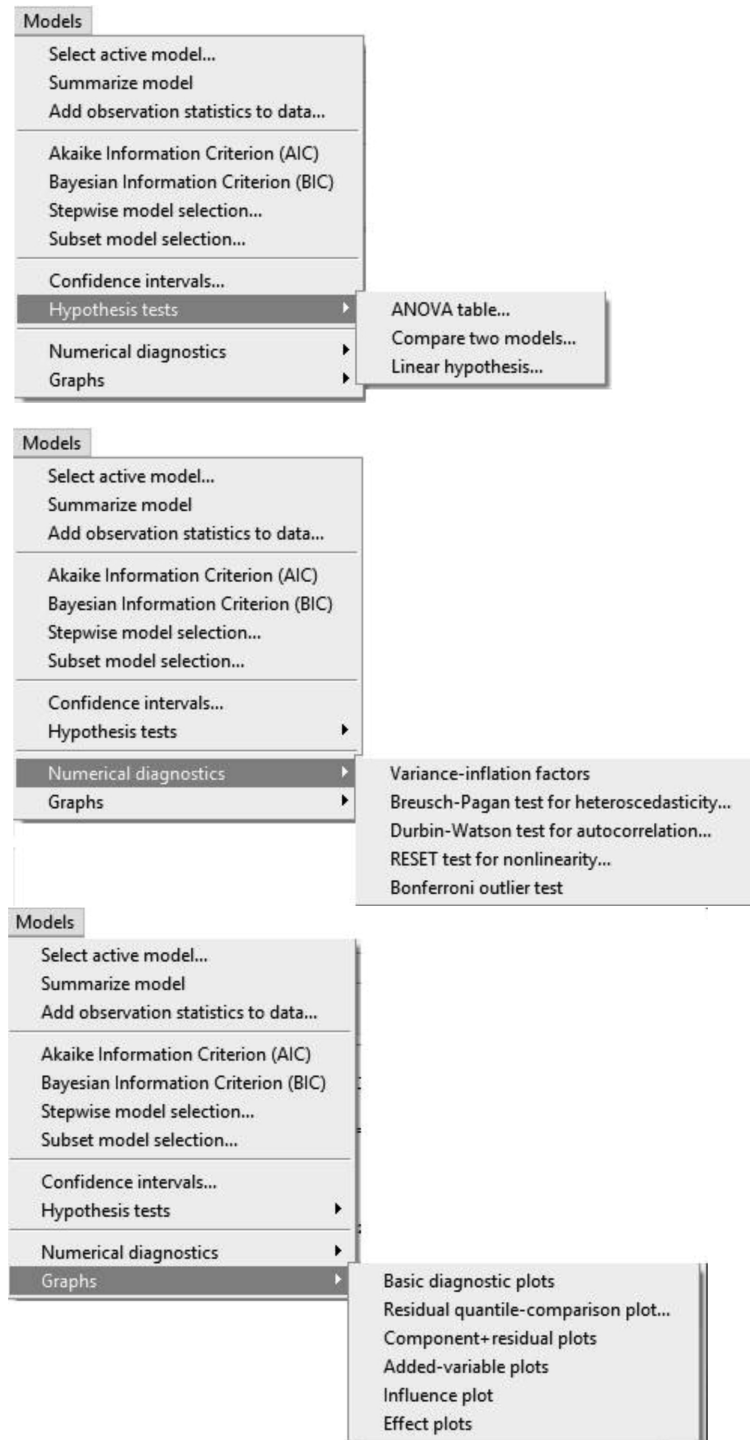 Models
Select active model...
Summarize model
Add observation statistics to data...
Akaike Information Criterion (AIC)
Bayesian Information Criterion (BIC)
Stepwise model selection...
Subset model selection...
Confidence intervals...
Hypothesis tests
ANOVA table...
Compare two models...
Linear hypothesis...
Numerical diagnostics
Graphs
Models
Select active model...
Summarize model
Add observation statistics to data...
Akaike Information Criterion (AIC)
Bayesian Information Criterion (BIC)
Stepwise model selection...
Subset model selection...
Confidence intervals...
Hypothesis tests
Numerical diagnostics
Graphs
Variance-inflation factors
Breusch-Pagan test for heteroscedasticity...
Durbin-Watson test for autocorrelation...
RESET test for nonlinearity...
Bonferroni outlier test
Models
Select active model...
Summarize model
Add observation statistics to data...
Akaike Information Criterion (AIC)
Bayesian Information Criterion (BIC)
Stepwise model selection...
Subset model selection...
Confidence intervals...
Hypothesis tests
Numerical diagnostics
Graphs
Basic diagnostic plots
Residual quantile-comparison plot...
Component+residual plots
Added-variable plots
Influence plot
Effect plots